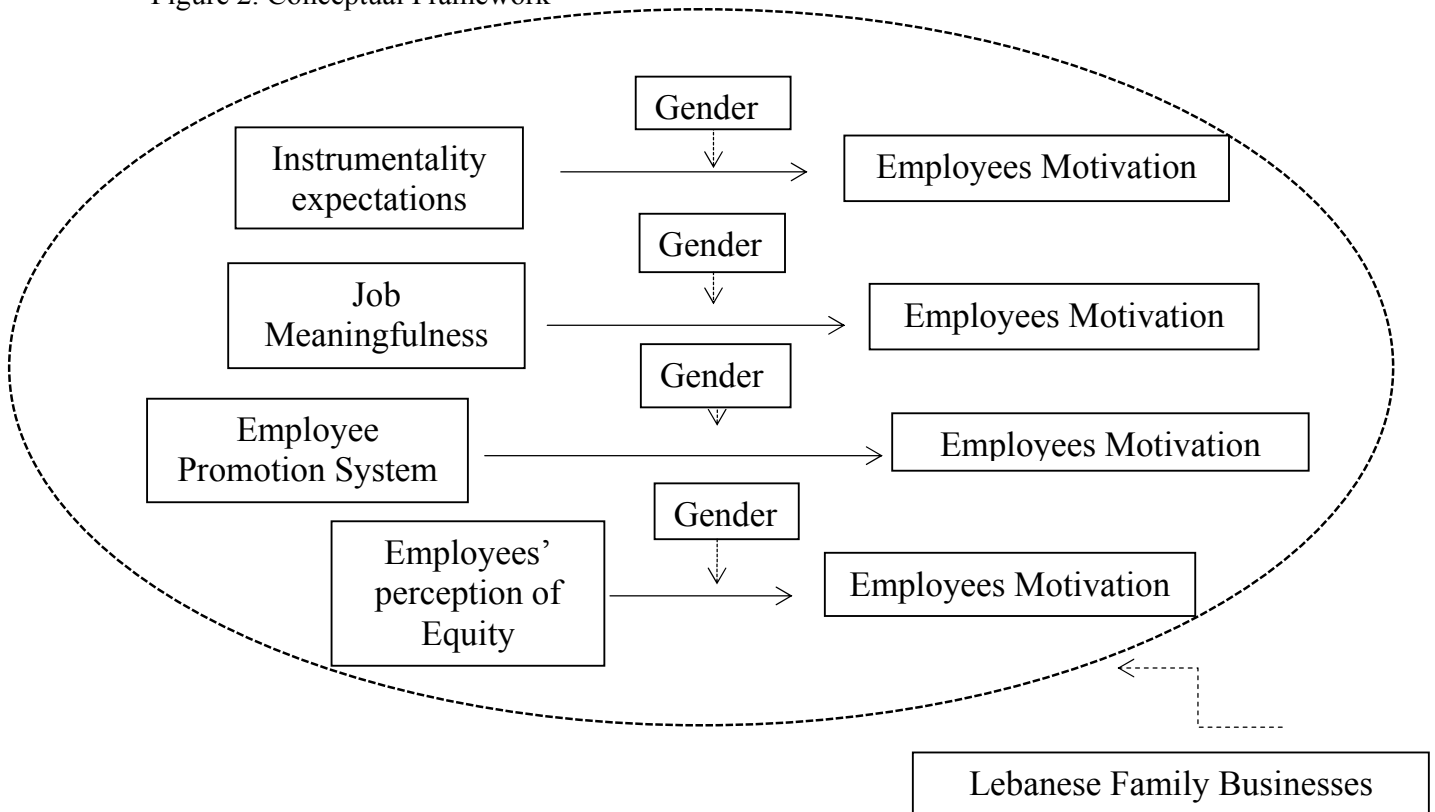 Figure 2. Conceptual Framework
Gender
Instrumentality
expectations
Employees Motivation
Gender
Job
Meaningfulness
Employees Motivation
Gender
Employee
Promotion System
Employees Motivation
Gender
Employees’
perception of
Equity
Employees Motivation
Lebanese Family Businesses